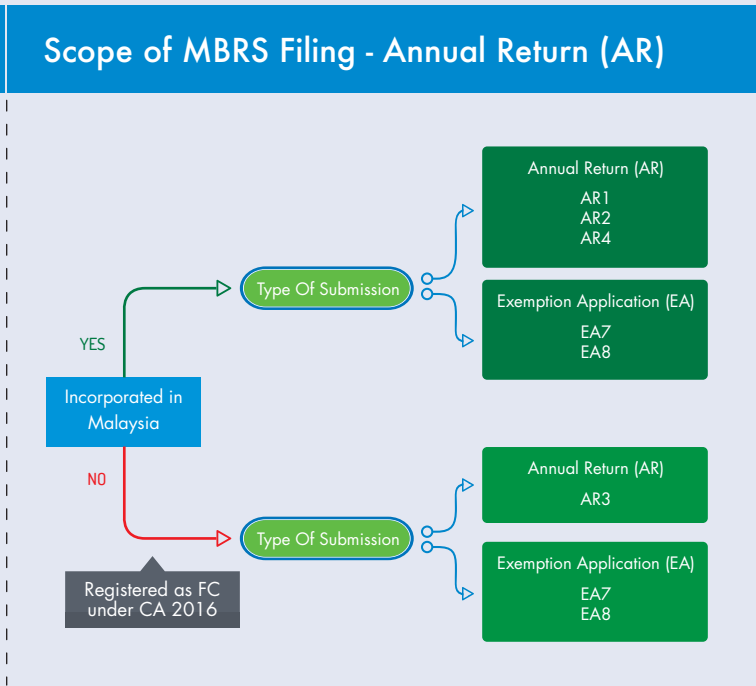 Scope of MBRS Filing - Annual Return (AR)
Annual Return (AR)
AR1
AR2
AR4
Type Of Submission
Exemption Application (EA)
EA7
EA8
YES
Incorporated in
Malaysia
NO
Annual Return (AR)
AR3
Type Of Submission
Exemption Application (EA)
EA7
EA8
Registered as FC
under CA 2016